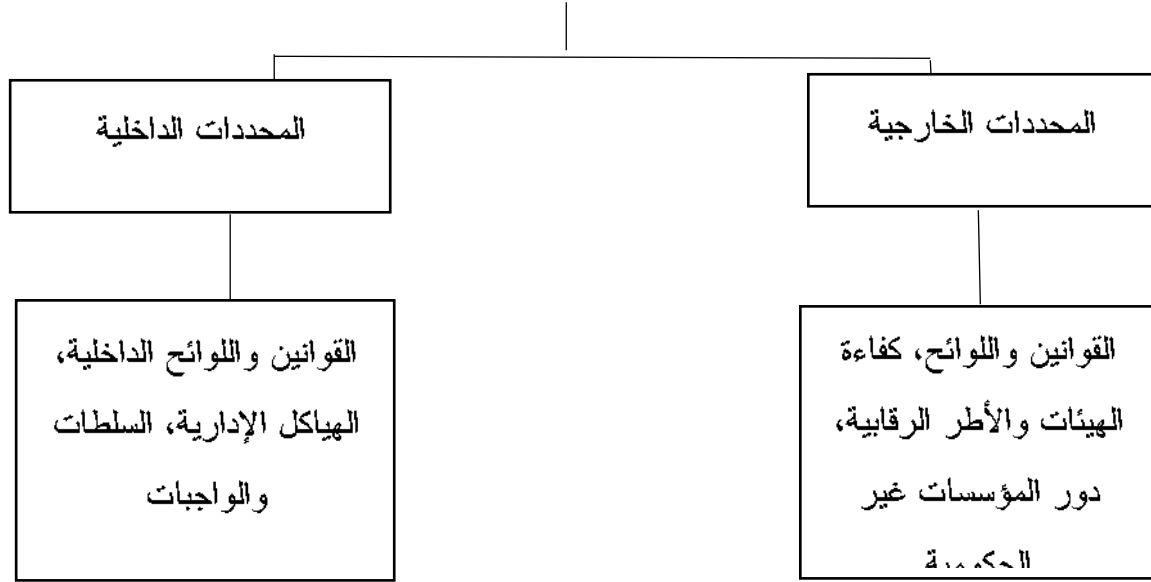 المحددات الخارجية
المحددات الداخلية
القوانين واللوائح، كفاءة
الهيئات والأطر الرقابية،
دور المؤسسات غير
الحكومية
القوانين واللوائح الداخلية،
الهياكل الإدارية، السلطات
والواجبات